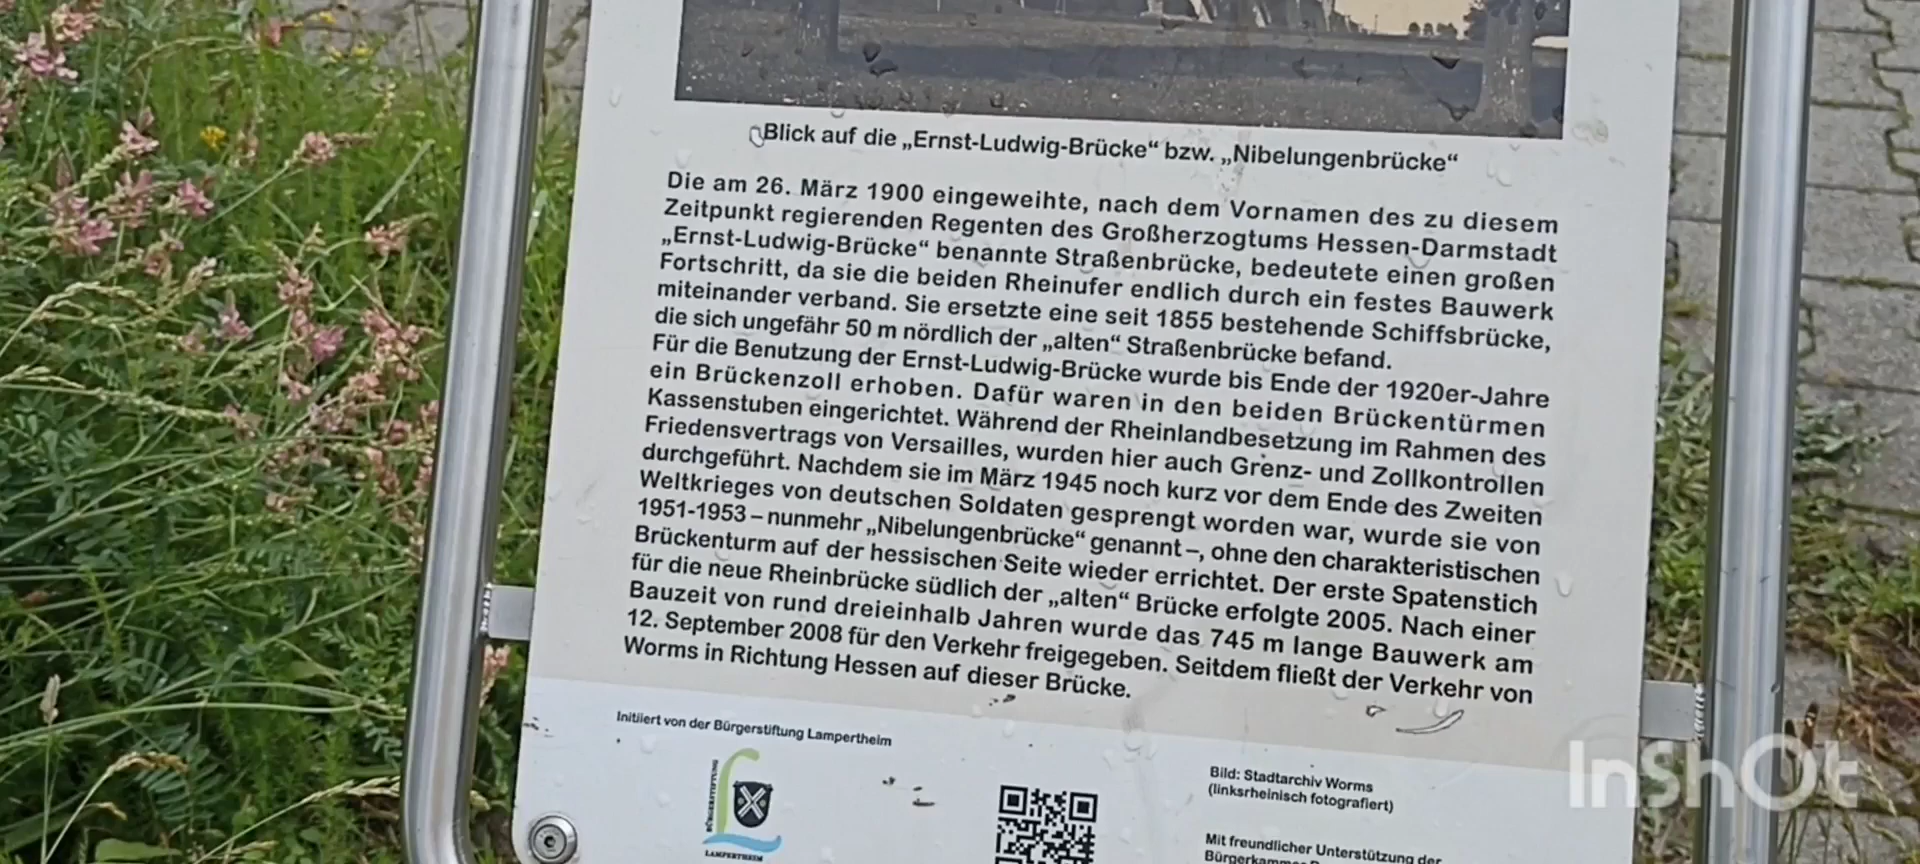 Blick auf die „Ernst-Ludwig-Brücke“ bzw. „Nibelungenbrücke“
Die am 26. März 1900 eingeweihte, nach dem Vornamen des zu diesem
Zeitpunkt regierenden Regenten des Großherzogtums Hessen-Darmstadt
„Ernst-Ludwig-Brücke“ benannte Straßenbrücke, bedeutete einen großen
Fortschritt, da sie die beiden Rheinufer endlich durch ein festes Bauwerk
miteinander verband. Sie ersetzte eine seit 1855 bestehende Schiffsbrücke,
die sich ungefähr 50 m nördlich der „alten“ Straßenbrücke befand.
Für die Benutzung der Ernst-Ludwig-Brücke wurde bis Ende der 1920er-Jahre
ein Brückenzoll erhoben. Dafür waren in den beiden Brückentürmen
Kassenstuben eingerichtet. Während der Rheinlandbesetzung im Rahmen des
Friedensvertrags von Versailles, wurden hier auch Grenz- und Zollkontrollen
durchgeführt. Nachdem sie im März 1945 noch kurz vor dem Ende des Zweiten
Weltkrieges von deutschen Soldaten gesprengt worden war, wurde sie von
1951-1953 – nunmehr „Nibelungenbrücke“ genannt –, ohne den charakteristischen
Brückenturm auf der hessischen Seite wieder errichtet. Der erste Spatenstich
für die neue Rheinbrücke südlich der „alten“ Brücke erfolgte 2005. Nach einer
Bauzeit von rund dreieinhalb Jahren wurde das 745 m lange Bauwerk am
12. September 2008 für den Verkehr freigegeben. Seitdem fließt der Verkehr von
Worms in Richtung Hessen auf dieser Brücke.
Initiiert von der Bürgerstiftung Lampertheim
BÜRGERSTIFTUNG
LAMPERTHEIM
Bild: Stadtarchiv Worms
(linksrheinisch fotografiert)
Mit freundlicher Unterstützung der
InShOt